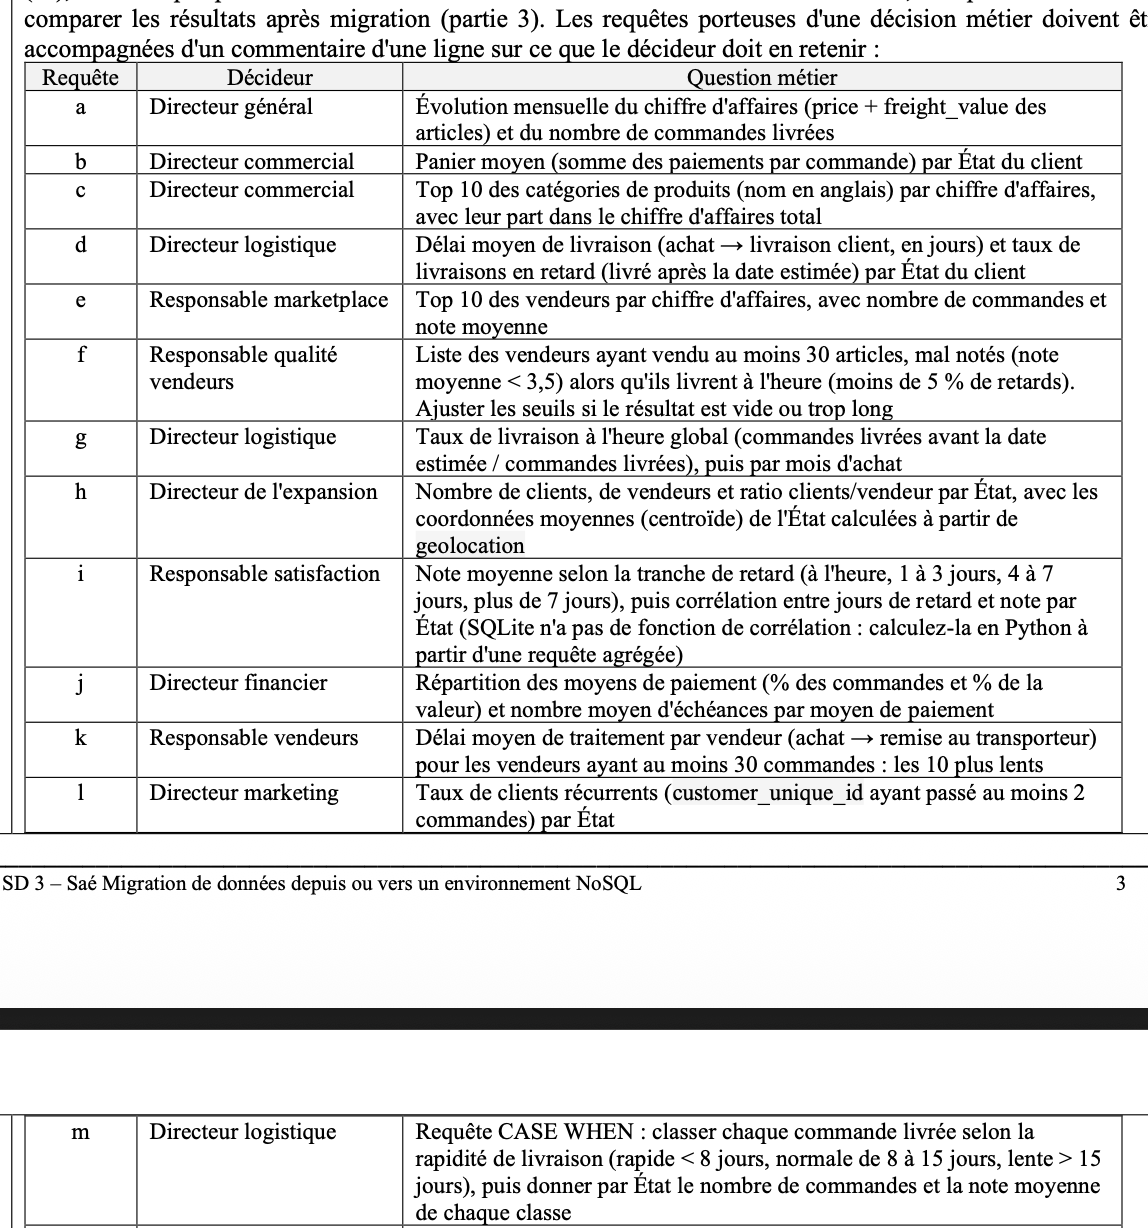 comparer les résultats après migration (partie 3). Les requêtes porteuses d'une décision métier doivent êt
accompagnées d'un commentaire d'une ligne sur ce que le décideur doit en retenir :
Requête Décideur Question métier
a Directeur général Évolution mensuelle du chiffre d'affaires (price + freight_value des
articles) et du nombre de commandes livrées
b Directeur commercial Panier moyen (somme des paiements par commande) par État du client
c Directeur commercial Top 10 des catégories de produits (nom en anglais) par chiffre d'affaires,
avec leur part dans le chiffre d'affaires total
d Directeur logistique Délai moyen de livraison (achat → livraison client, en jours) et taux de
livraisons en retard (livré après la date estimée) par État du client
e Responsable marketplace Top 10 des vendeurs par chiffre d'affaires, avec nombre de commandes et
note moyenne
f Responsable qualité Liste des vendeurs ayant vendu au moins 30 articles, mal notés (note
vendeurs moyenne < 3,5) alors qu'ils livrent à l'heure (moins de 5 % de retards).
Ajuster les seuils si le résultat est vide ou trop long
g Directeur logistique Taux de livraison à l'heure global (commandes livrées avant la date
estimée / commandes livrées), puis par mois d'achat
h Directeur de l'expansion Nombre de clients, de vendeurs et ratio clients/vendeur par État, avec les
coordonnées moyennes (centroïde) de l'État calculées à partir de
geolocation
i Responsable satisfaction Note moyenne selon la tranche de retard (à l'heure, 1 à 3 jours, 4 à 7
jours, plus de 7 jours), puis corrélation entre jours de retard et note par
État (SQLite n'a pas de fonction de corrélation : calculez-la en Python à
partir d'une requête agrégée)
j Directeur financier Répartition des moyens de paiement (% des commandes et % de la
valeur) et nombre moyen d'échéances par moyen de paiement
k Responsable vendeurs Délai moyen de traitement par vendeur (achat → remise au transporteur)
pour les vendeurs ayant au moins 30 commandes : les 10 plus lents
l Directeur marketing Taux de clients récurrents (customer_unique_id ayant passé au moins 2
commandes) par État
SD 3 – Saé Migration de données depuis ou vers un environnement NoSQL 3
m Directeur logistique Requête CASE WHEN : classer chaque commande livrée selon la
rapidité de livraison (rapide < 8 jours, normale de 8 à 15 jours, lente > 15
jours), puis donner par État le nombre de commandes et la note moyenne
de chaque classe